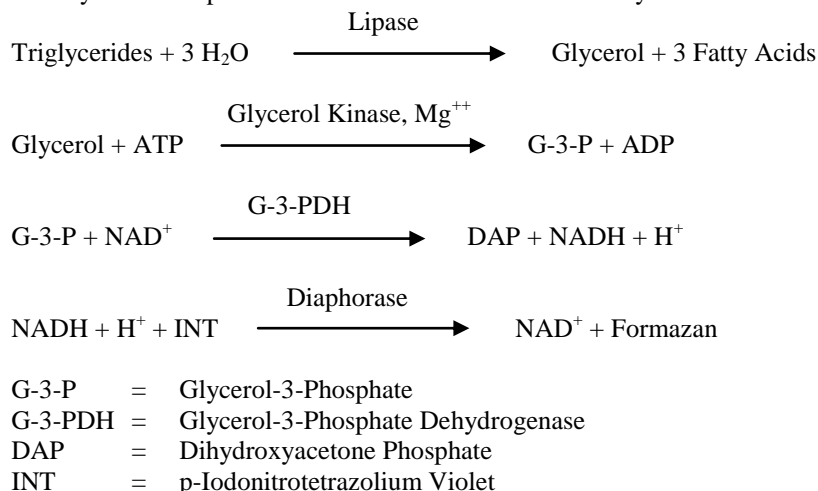 Lipase
Triglycerides + 3 H₂O Glycerol + 3 Fatty Acids
Glycerol Kinase, Mg⁺⁺
Glycerol + ATP G-3-P + ADP
G-3-PDH
G-3-P + NAD⁺ DAP + NADH + H⁺
Diaphorase
NADH + H⁺ + INT NAD⁺ + Formazan
G-3-P = Glycerol-3-Phosphate
G-3-PDH = Glycerol-3-Phosphate Dehydrogenase
DAP = Dihydroxyacetone Phosphate
INT = p-Iodonitrotetrazolium Violet